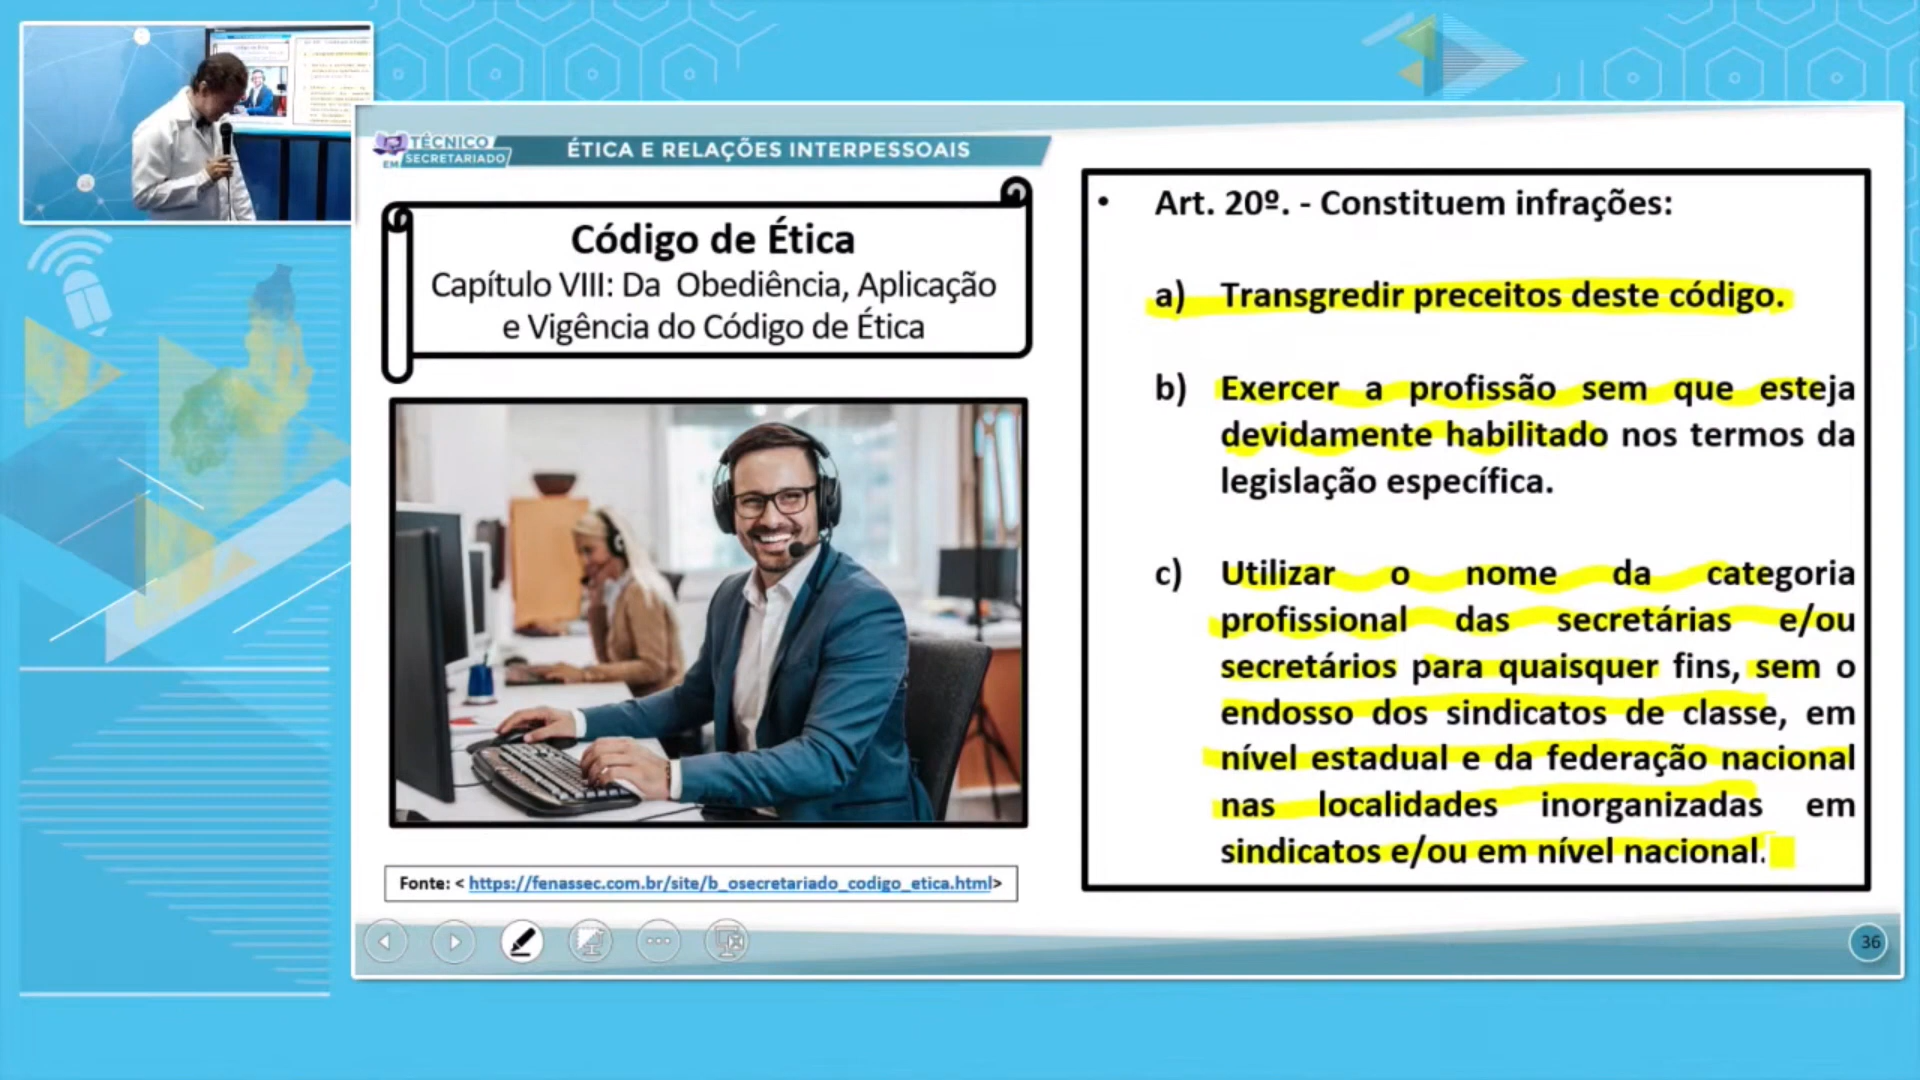 TÉCNICO
EM SECRETARIADO
ÉTICA E RELAÇÕES INTERPESSOAIS
Código de Ética
Capítulo VIII: Da Obediência, Aplicação
e Vigência do Código de Ética
Fonte: < https://fenassec.com.br/site/b_osecretariado_codigo_etica.html>
• Art. 20º. - Constituem infrações:
a) Transgredir preceitos deste código.
b) Exercer a profissão sem que esteja
devidamente habilitado nos termos da
legislação específica.
c) Utilizar o nome da categoria
profissional das secretárias e/ou
secretários para quaisquer fins, sem o
endosso dos sindicatos de classe, em
nível estadual e da federação nacional
nas localidades inorganizadas em
sindicatos e/ou em nível nacional.
36